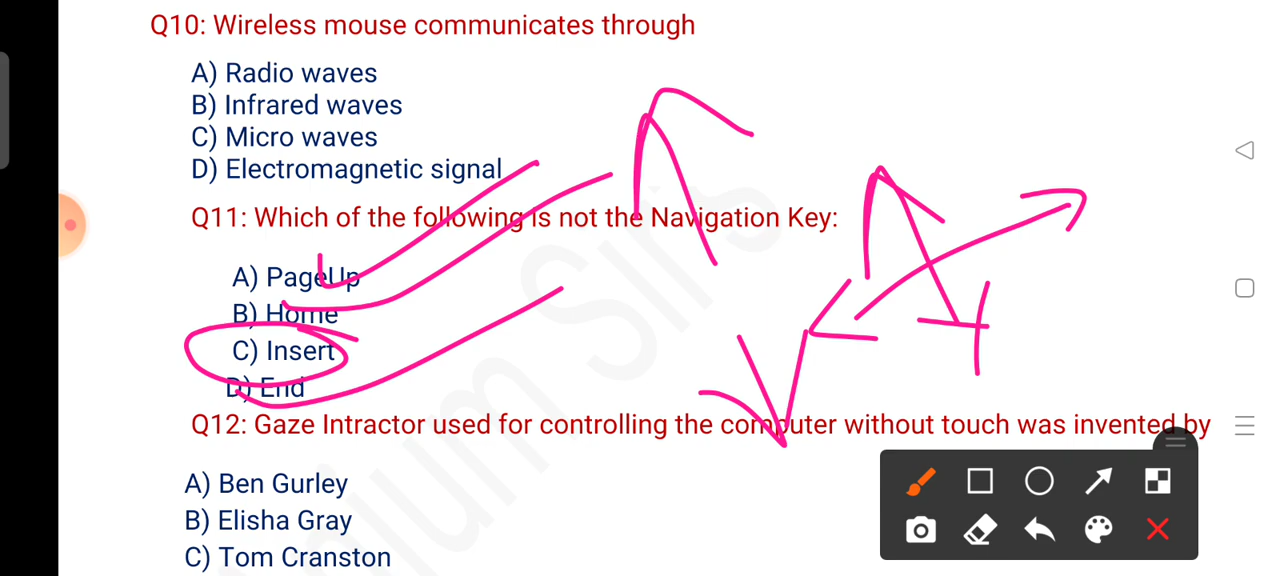 Q10: Wireless mouse communicates through
A) Radio waves
B) Infrared waves
C) Micro waves
D) Electromagnetic signal
Q11: Which of the following is not the Navigation Key:
A) PageUp
B) Home
C) Insert
D) End
Q12: Gaze Intractor used for controlling the computer without touch was invented by
A) Ben Gurley
B) Elisha Gray
C) Tom Cranston